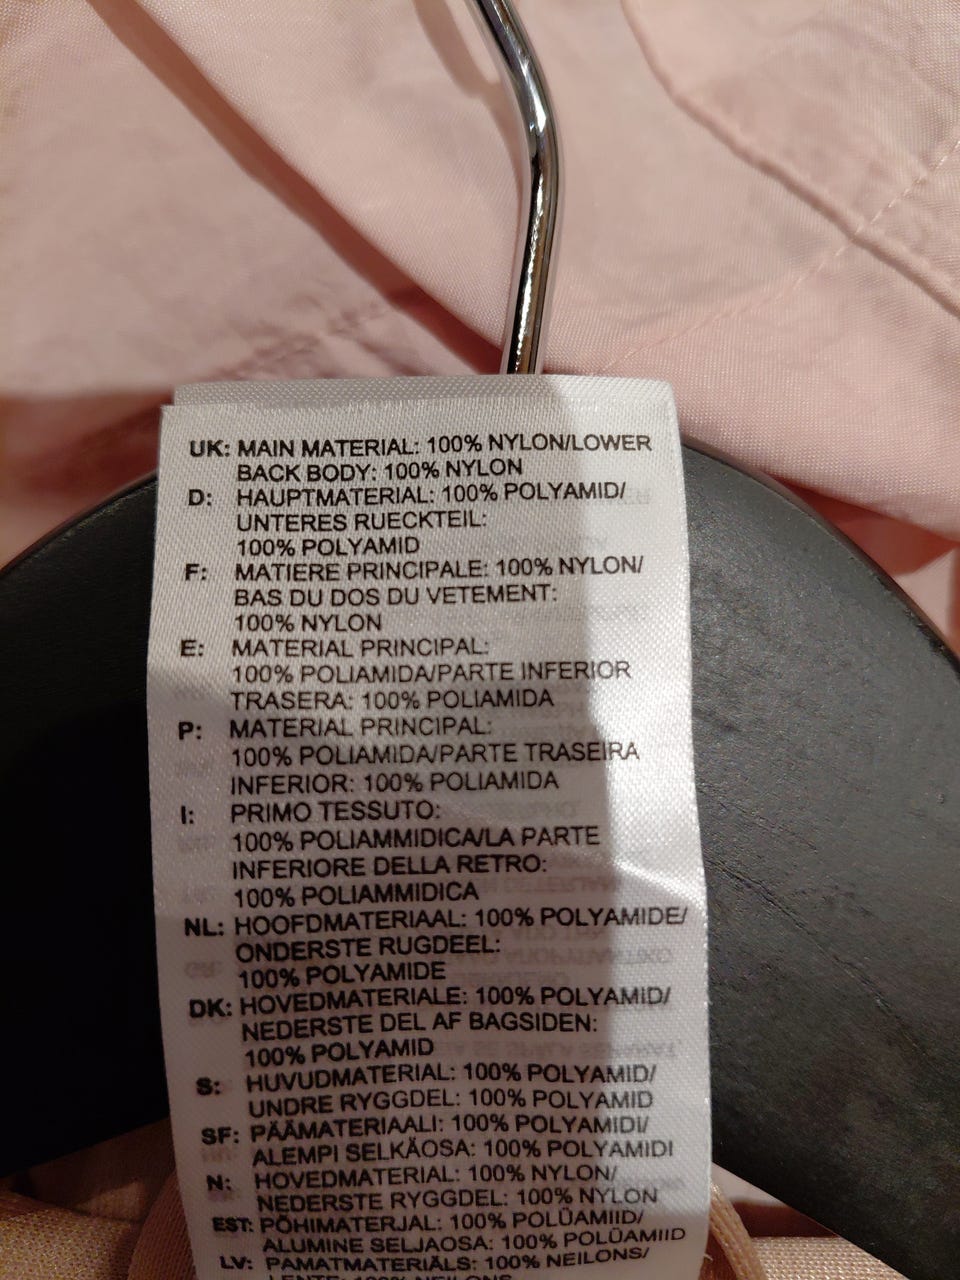 UK: MAIN MATERIAL: 100% NYLON/LOWER
BACK BODY: 100% NYLON
D: HAUPTMATERIAL: 100% POLYAMID/
UNTERES RUECKTEIL:
100% POLYAMID
F: MATIERE PRINCIPALE: 100% NYLON/
BAS DU DOS DU VETEMENT:
100% NYLON
E: MATERIAL PRINCIPAL:
100% POLIAMIDA/PARTE INFERIOR
TRASERA: 100% POLIAMIDA
P: MATERIAL PRINCIPAL:
100% POLIAMIDA/PARTE TRASEIRA
INFERIOR: 100% POLIAMIDA
I: PRIMO TESSUTO:
100% POLIAMMIDICA/LA PARTE
INFERIORE DELLA RETRO:
100% POLIAMMIDICA
NL: HOOFDMATERIAAL: 100% POLYAMIDE/
ONDERSTE RUGDEEL:
100% POLYAMIDE
DK: HOVEDMATERIALE: 100% POLYAMID/
NEDERSTE DEL AF BAGSIDEN:
100% POLYAMID
S: HUVUDMATERIAL: 100% POLYAMID/
UNDRE RYGGDEL: 100% POLYAMID
SF: PÄÄMATERIAALI: 100% POLYAMIDI/
ALEMPI SELKÄOSA: 100% POLYAMIDI
N: HOVEDMATERIAL: 100% NYLON/
NEDERSTE RYGGDEL: 100% NYLON
EST: PÕHIMATERJAL: 100% POLÜAMIID/
ALUMINE SELJAOSA: 100% POLÜAMIID
LV: PAMATMATERIĀLS: 100% NEILONS/
100% NEILONS